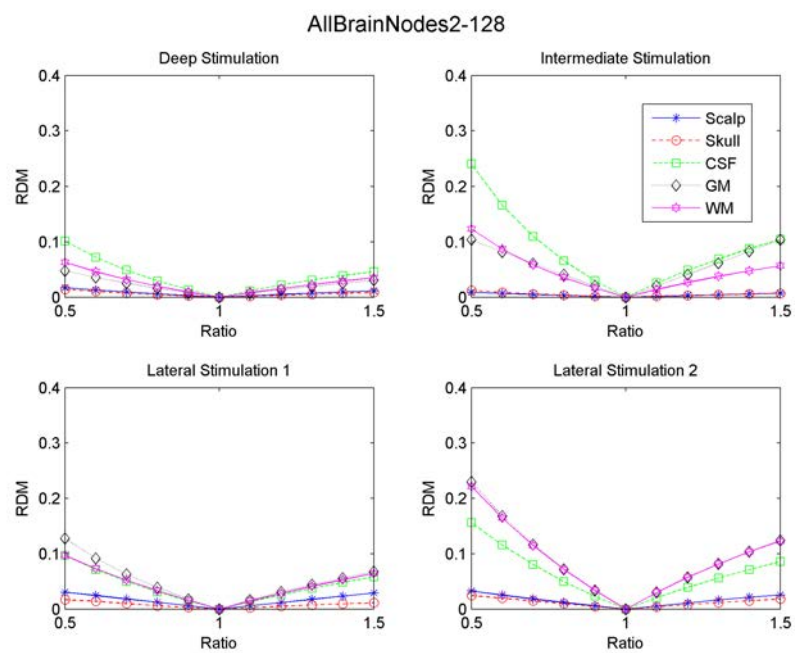 AllBrainNodes2-128
Deep Stimulation
0.4
0.3
0.2
0.1
0
RDM
0.5
1
1.5
Ratio
Intermediate Stimulation
0.4
0.3
0.2
0.1
0
RDM
0.5
1
1.5
Ratio
Scalp
Skull
CSF
GM
WM
Lateral Stimulation 1
0.4
0.3
0.2
0.1
0
RDM
0.5
1
1.5
Ratio
Lateral Stimulation 2
0.4
0.3
0.2
0.1
0
RDM
0.5
1
1.5
Ratio